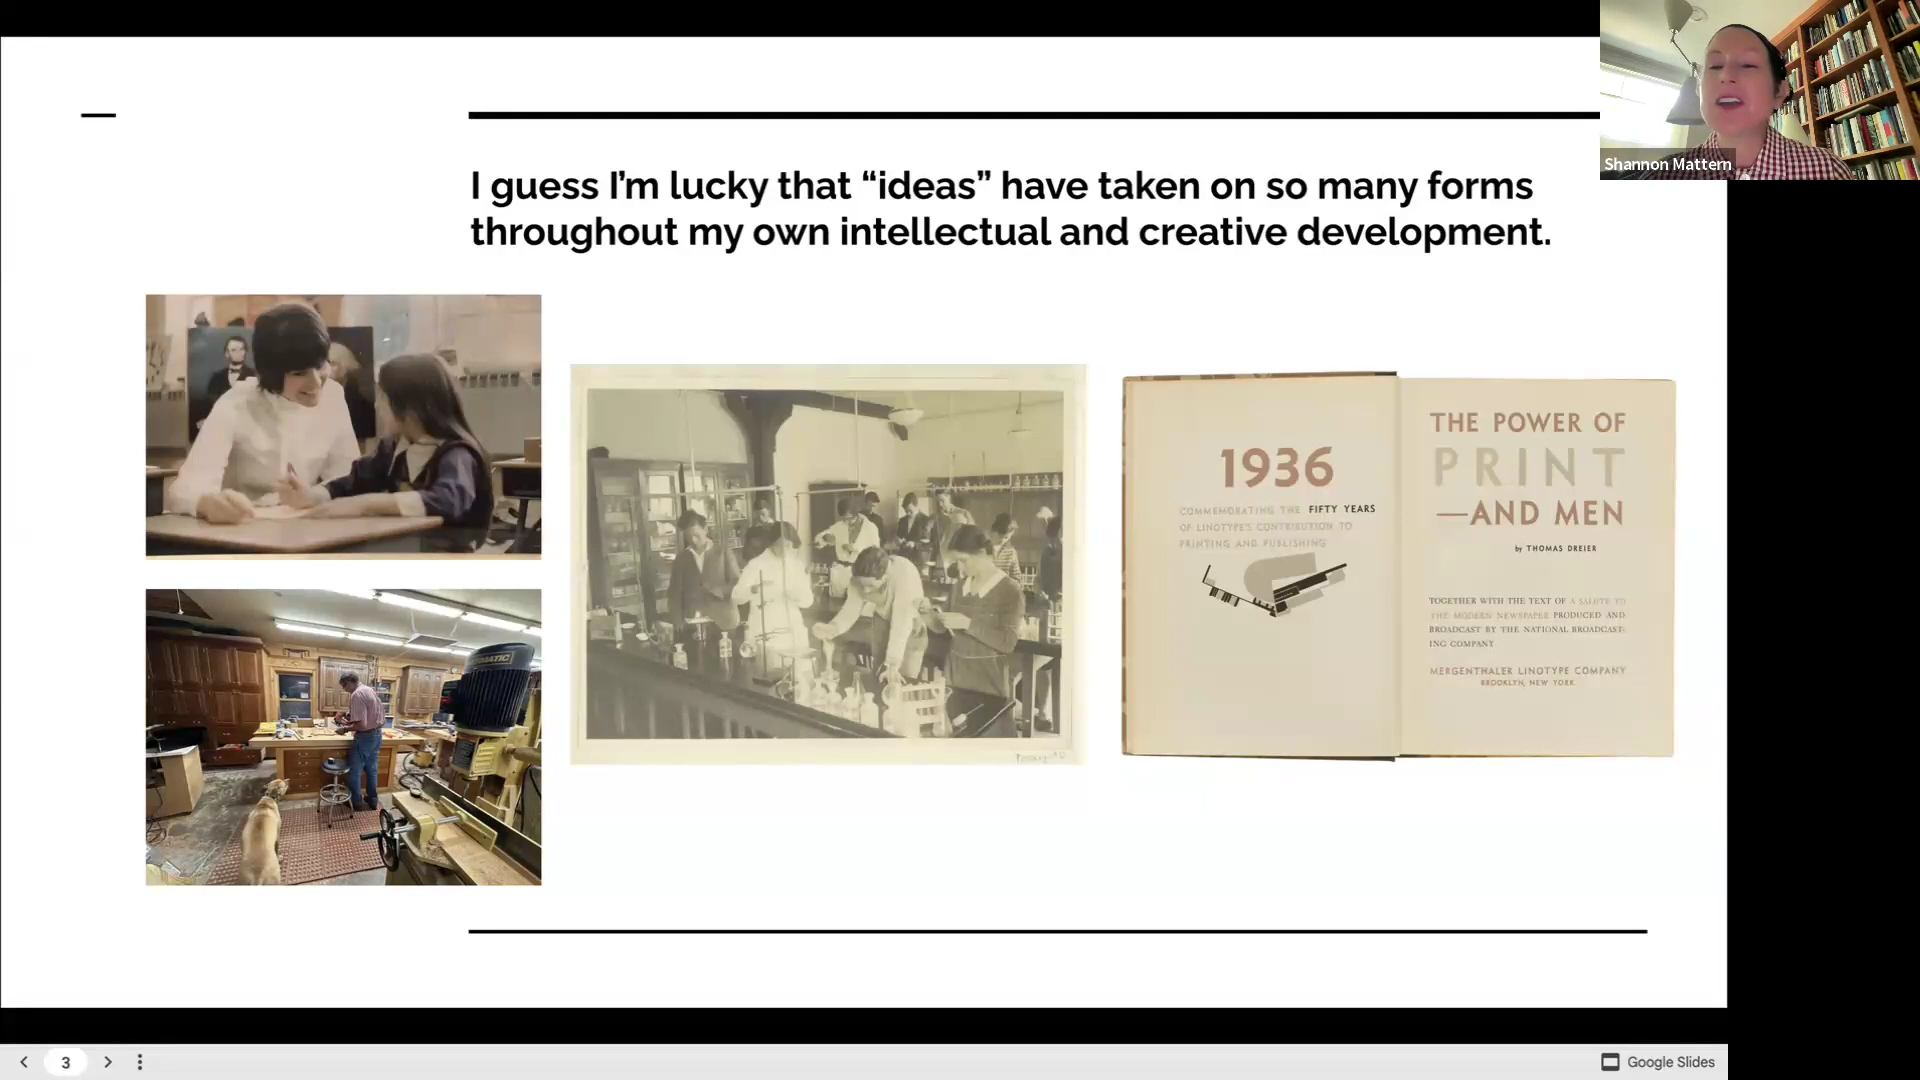 Shannon Mattern
I guess I'm lucky that “ideas” have taken on so many forms
throughout my own intellectual and creative development.
1936
COMMEMORATING THE FIFTY YEARS
OF LINOTYPE'S CONTRIBUTION TO
PRINTING AND PUBLISHING
THE POWER OF
PRINT
—AND MEN
by THOMAS DREIER
TOGETHER WITH THE TEXT OF A SALUTE TO
THE MODERN NEWSPAPER PRODUCED AND
BROADCAST BY THE NATIONAL BROADCAST-
ING COMPANY
MERGENTHALER LINOTYPE COMPANY
BROOKLYN, NEW YORK
3
Google Slides